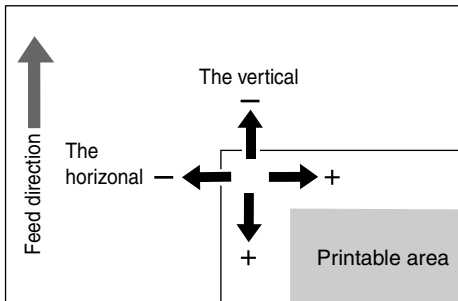 The vertical
−
The
horizonal
− +
+
Feed direction
Printable area